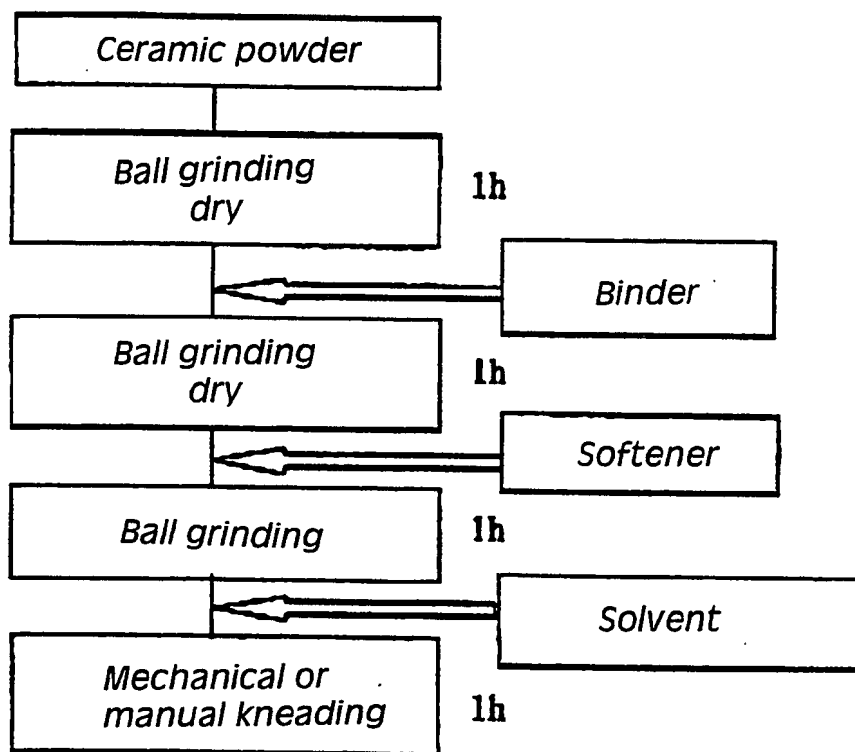 Ceramic powder
Ball grinding
dry
1h
Binder
Ball grinding
dry
1h
Softener
Ball grinding
1h
Solvent
Mechanical or
manual kneading
1h